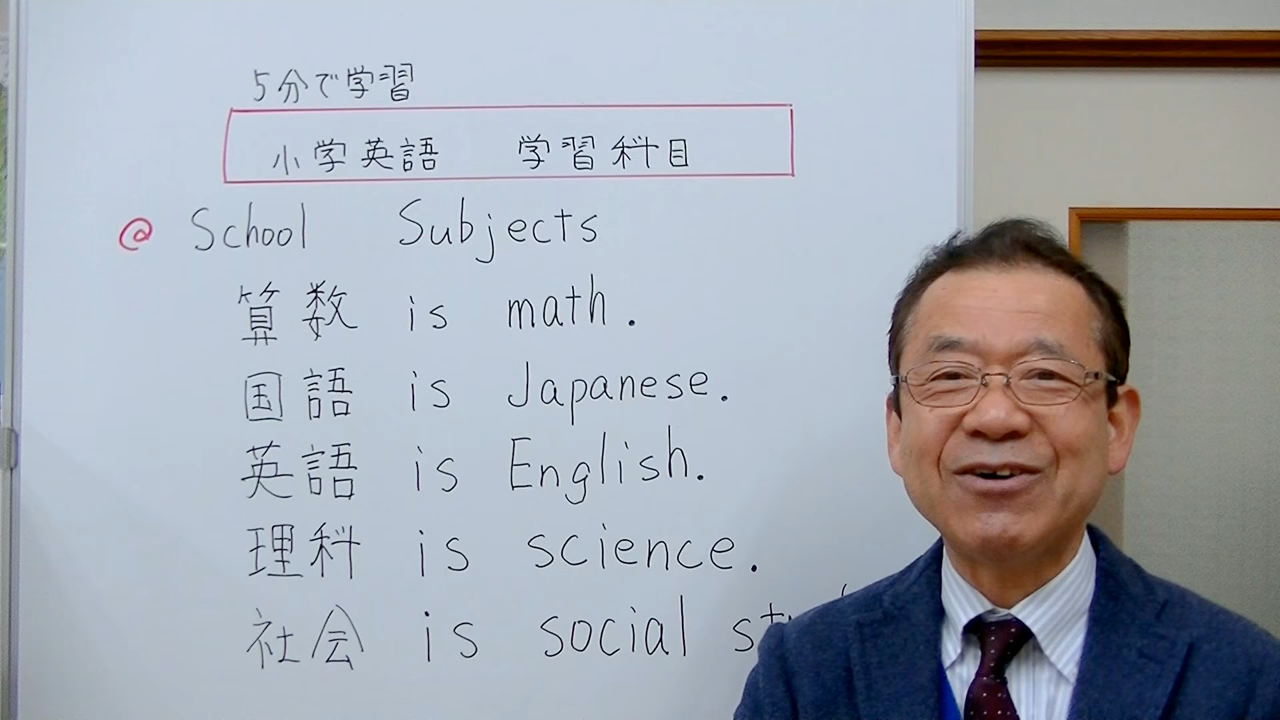 5分で学習
小学英語 学習科目
@ School Subjects
算数 is math.
国語 is Japanese.
英語 is English.
理科 is science.
社会 is social